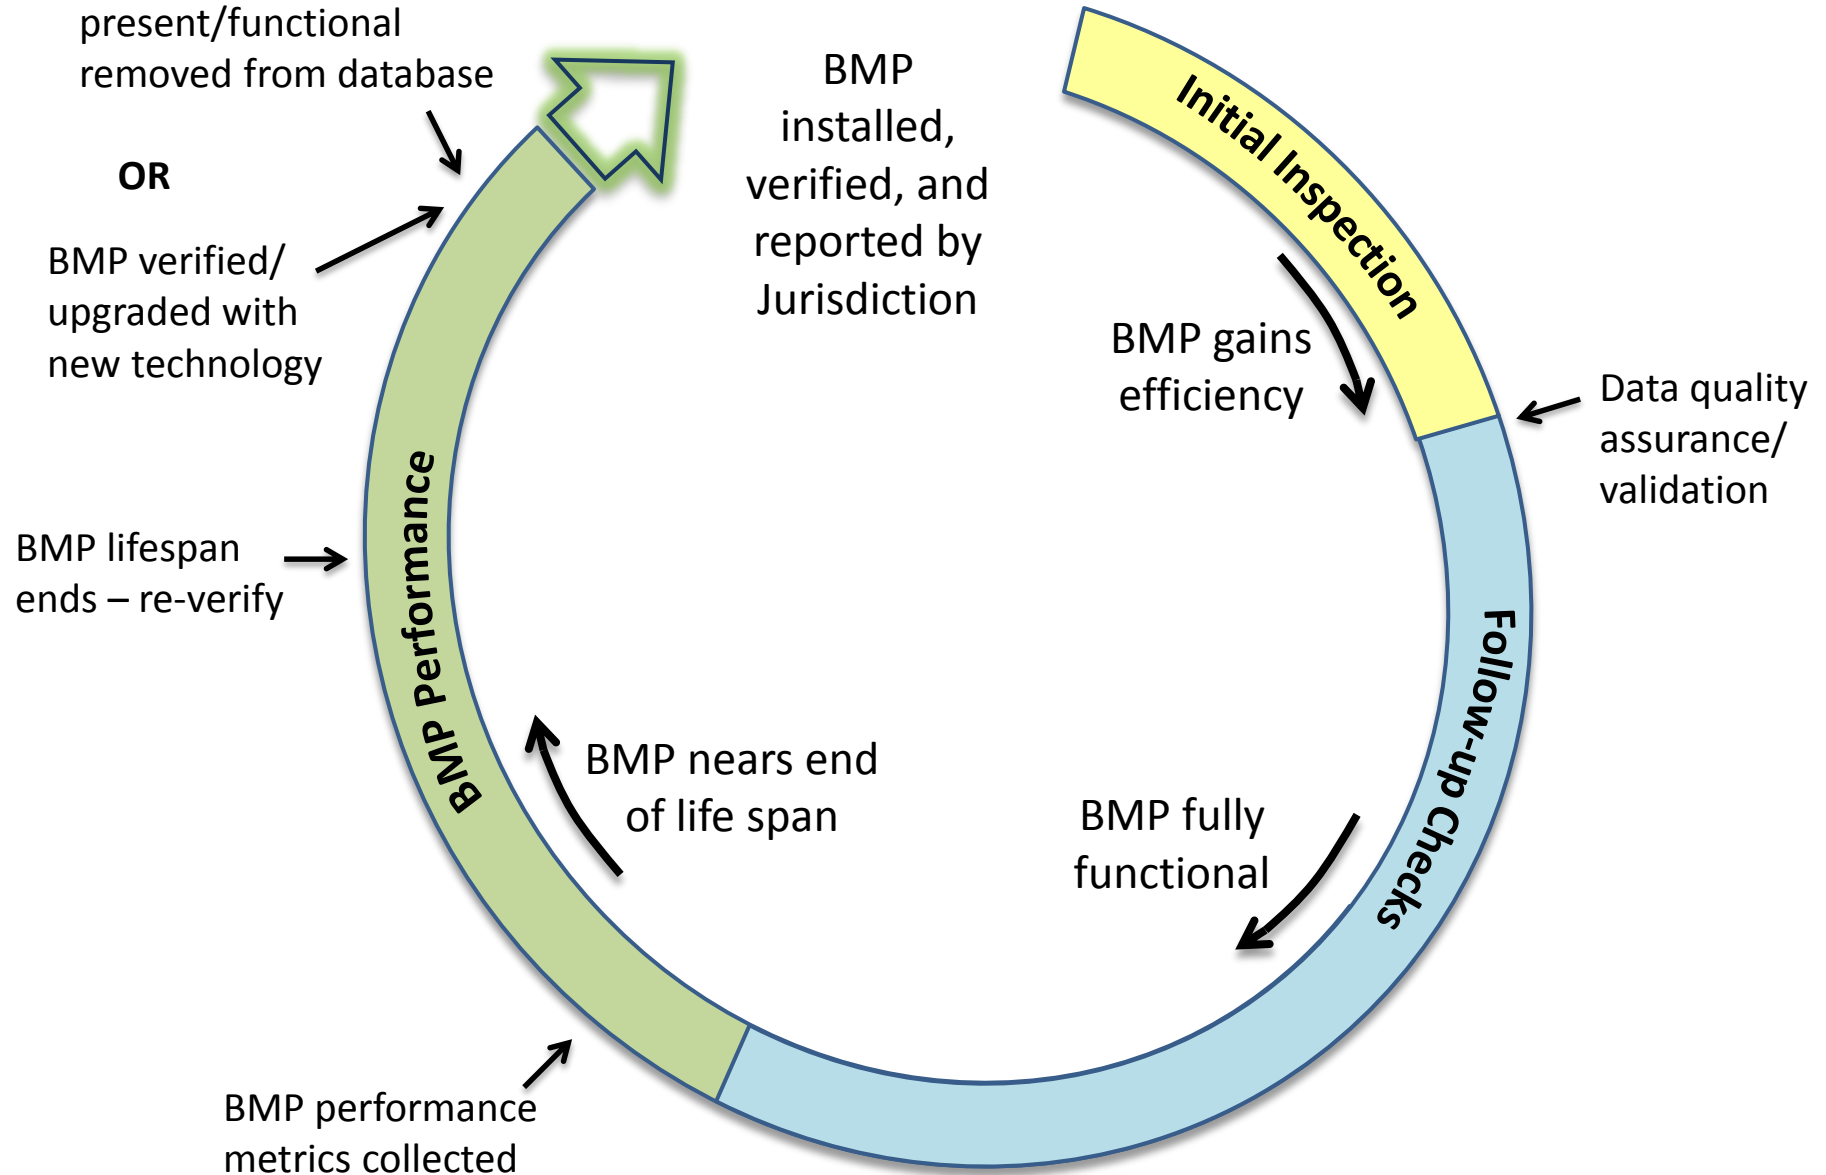 present/functional
removed from database
OR
BMP verified/
upgraded with
new technology
BMP lifespan
ends – re-verify
BMP performance
metrics collected
BMP
installed,
verified, and
reported by
Jurisdiction
Initial Inspection
BMP gains
efficiency
Data quality
assurance/
validation
Follow-up Checks
BMP fully
functional
BMP nears end
of life span
BMP Performance